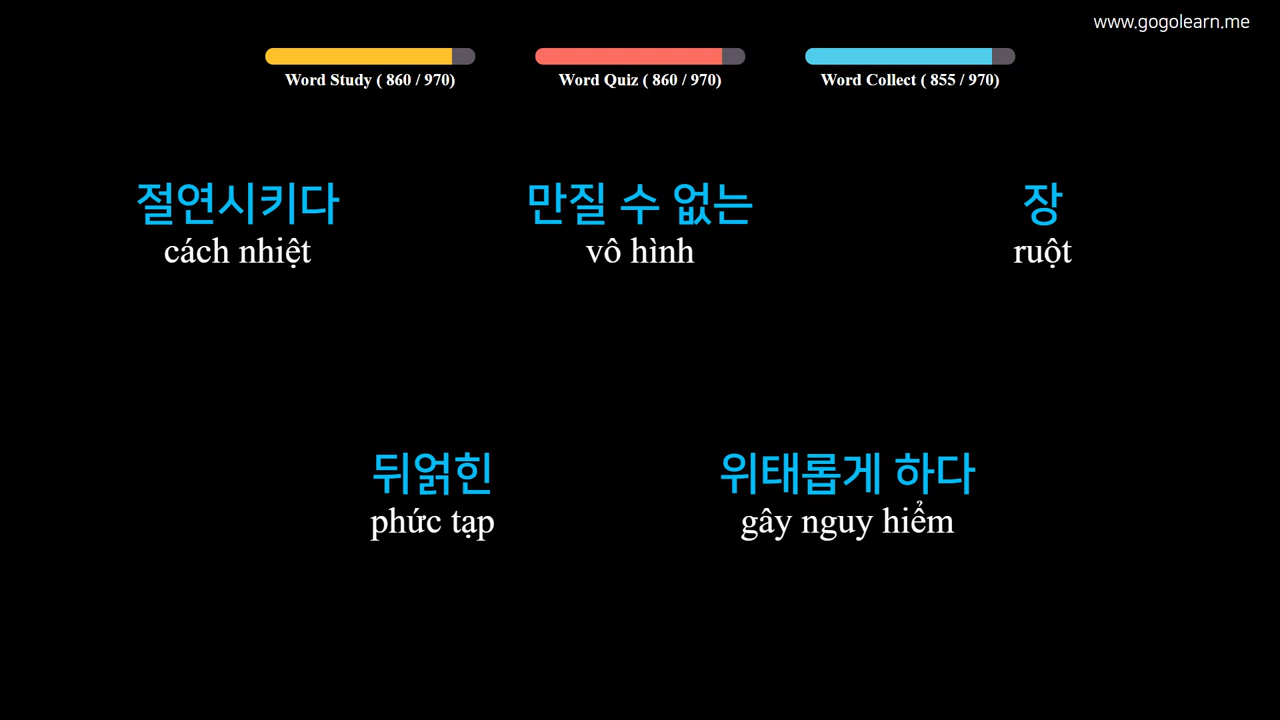 www.gogolearn.me
Word Study ( 860 / 970)
Word Quiz ( 860 / 970)
Word Collect ( 855 / 970)
절연시키다
cách nhiệt
만질 수 없는
vô hình
장
ruột
뒤얽힌
phức tạp
위태롭게 하다
gây nguy hiểm